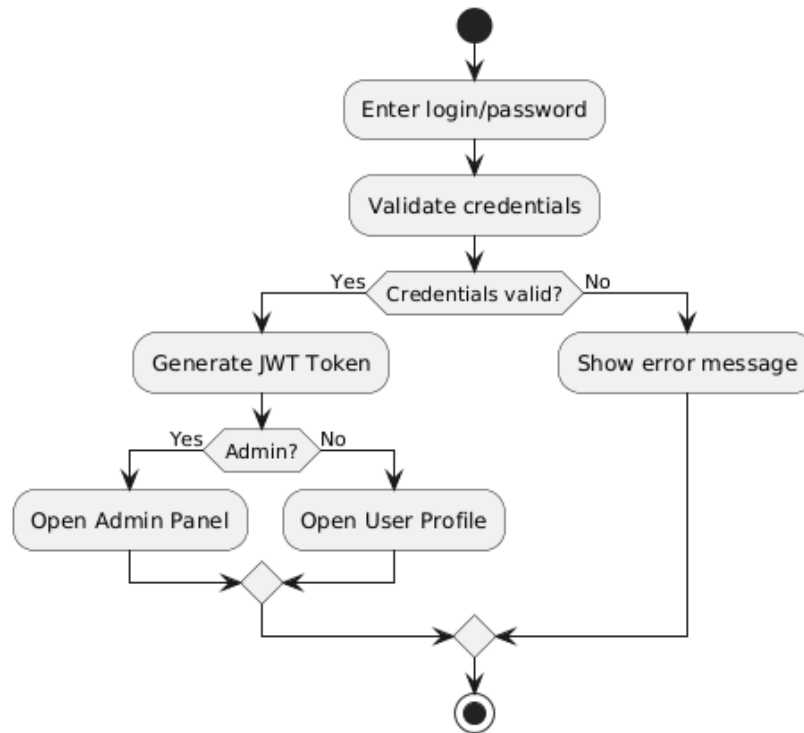 Enter login/password
Validate credentials
Yes
Credentials valid?
No
Generate JWT Token
Show error message
Yes
Admin?
No
Open Admin Panel
Open User Profile